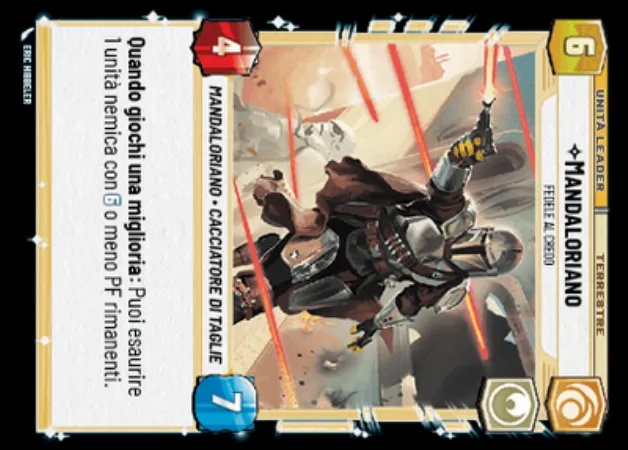 UNITÀ LEADER
TERRESTRE
6
MANDALORIANO
FEDELE AL CREDO
4
MANDALORIANO • CACCIATORE DI TAGLIE
7
Quando giochi una miglioria: Puoi esaurire
1 unità nemica con 6 o meno PF rimanenti.
ERIC HIBBELER